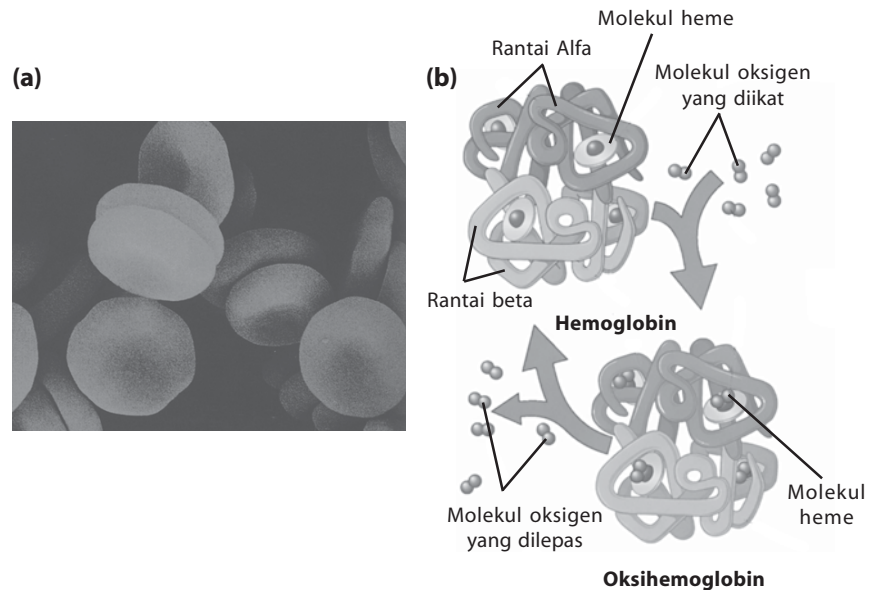 (a)
(b)
Molekul heme
Rantai Alfa
Molekul oksigen
yang diikat
Rantai beta
Hemoglobin
Molekul oksigen
yang dilepas
Molekul
heme
Oksihemoglobin